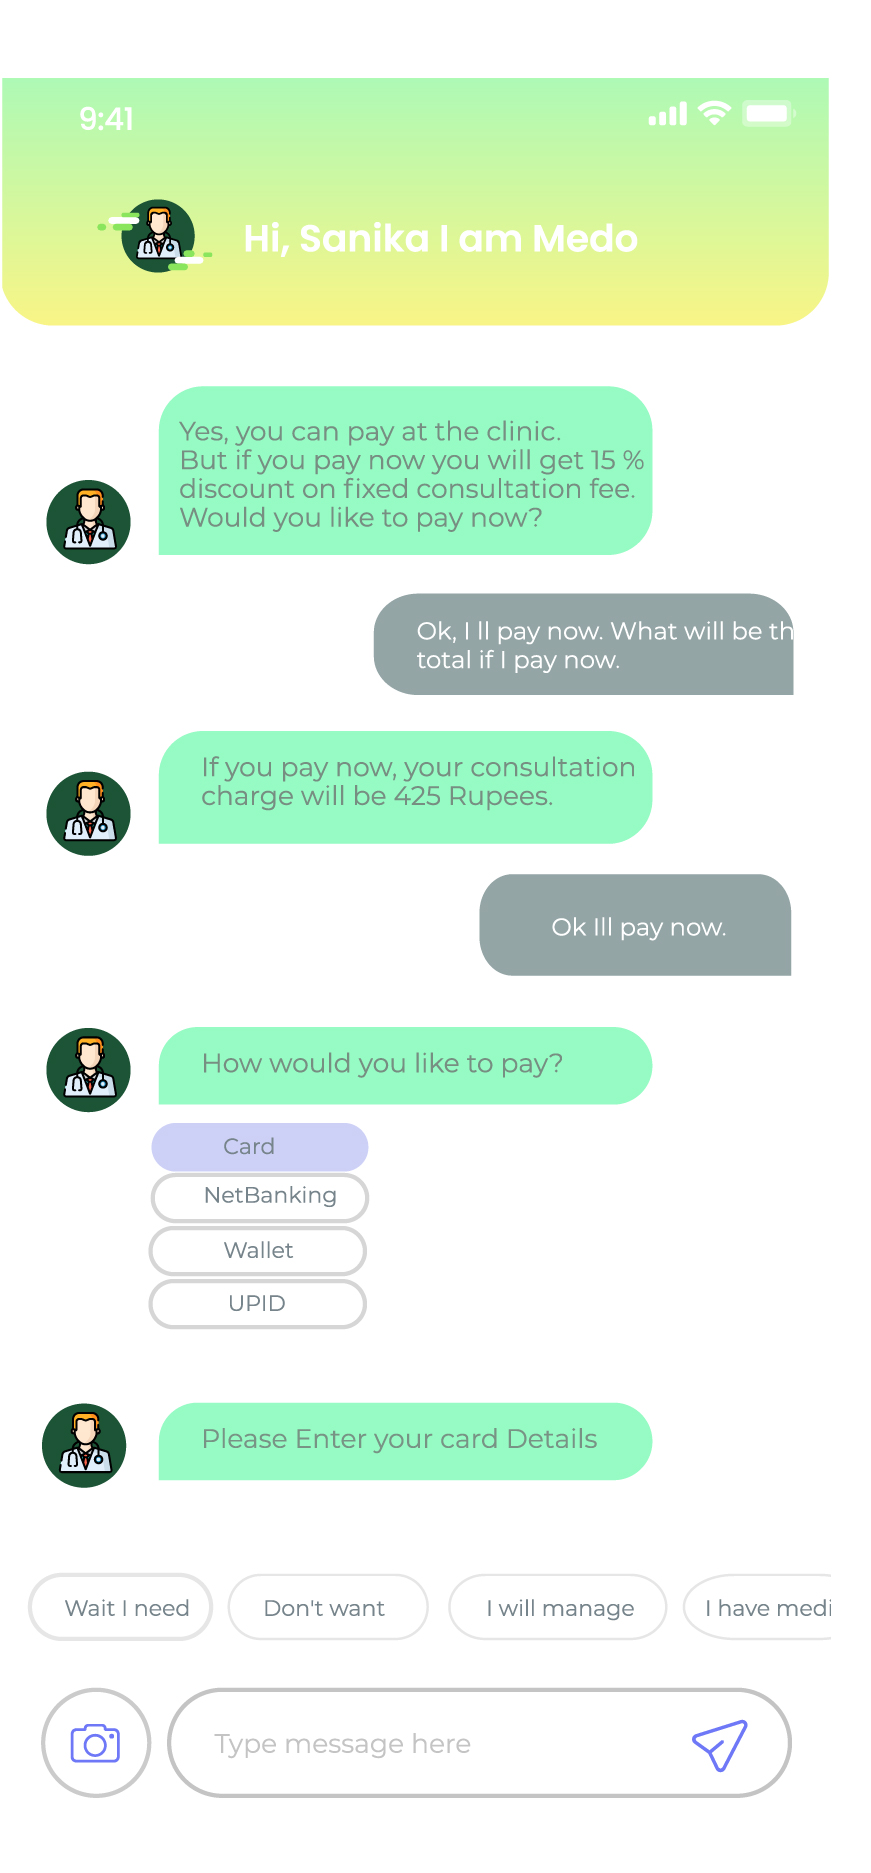 9:41
Hi, Sanika I am Medo
Yes, you can pay at the clinic.
But if you pay now you will get 15 %
discount on fixed consultation fee.
Would you like to pay now?
Ok, I ll pay now. What will be th
total if I pay now.
If you pay now, your consultation
charge will be 425 Rupees.
Ok Ill pay now.
How would you like to pay?
Card
NetBanking
Wallet
UPID
Please Enter your card Details
Wait I need
Don't want
I will manage
I have medi
Type message here